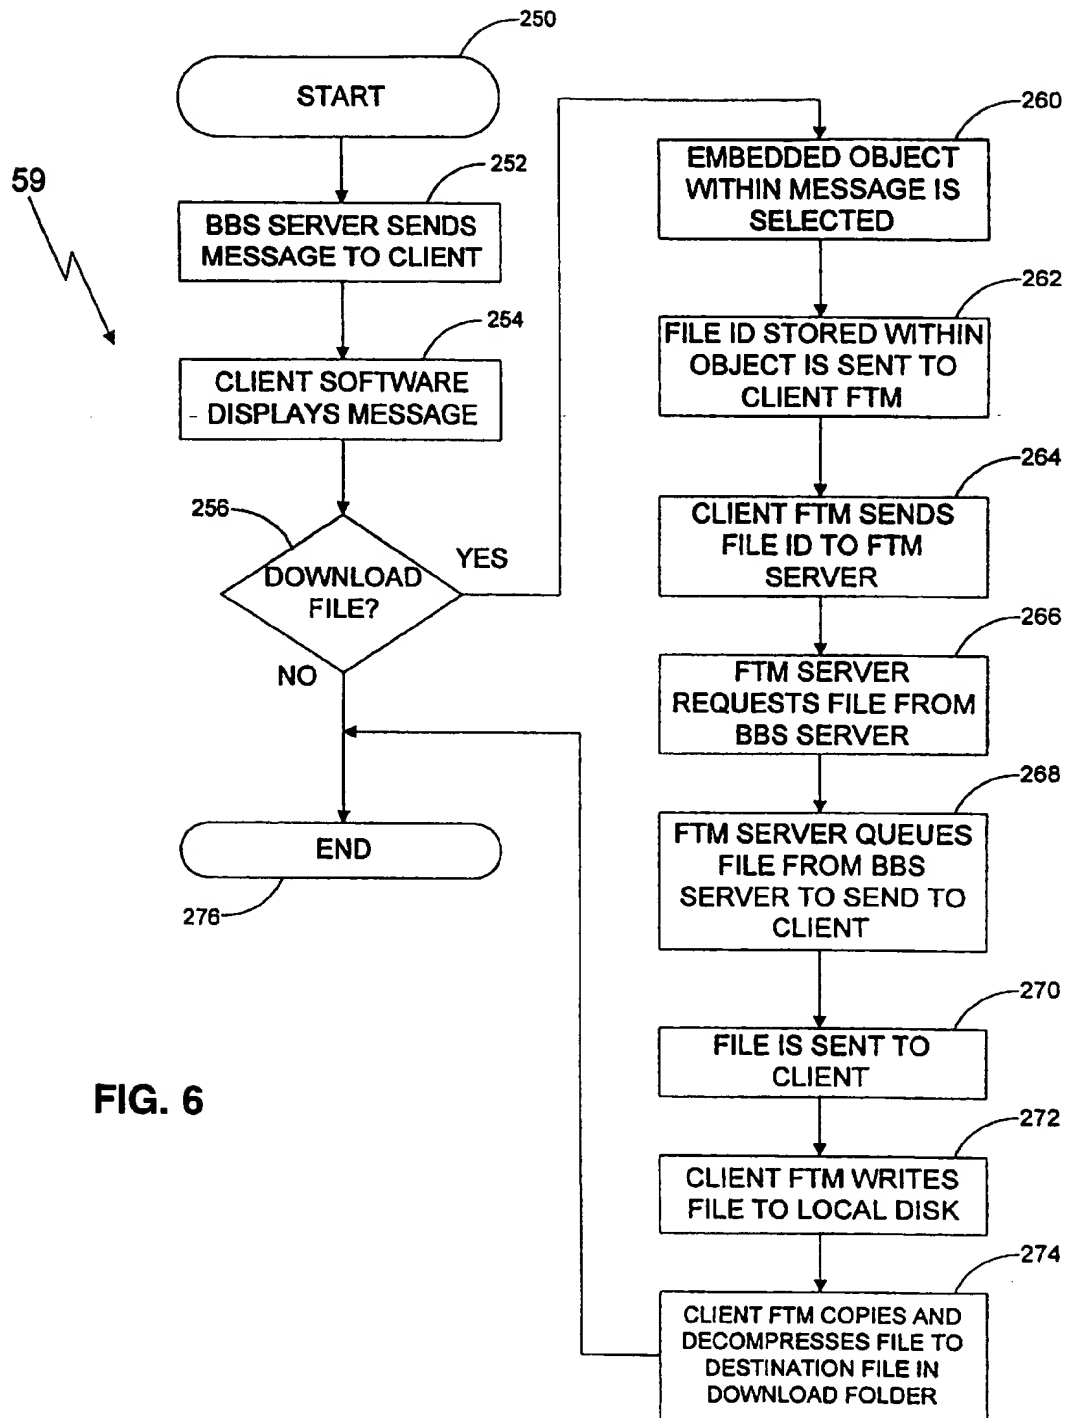 250
START
59
252
BBS SERVER SENDS
MESSAGE TO CLIENT
254
CLIENT SOFTWARE
DISPLAYS MESSAGE
256
DOWNLOAD
FILE?
YES
NO
END
276
260
EMBEDDED OBJECT
WITHIN MESSAGE IS
SELECTED
262
FILE ID STORED WITHIN
OBJECT IS SENT TO
CLIENT FTM
264
CLIENT FTM SENDS
FILE ID TO FTM
SERVER
266
FTM SERVER
REQUESTS FILE FROM
BBS SERVER
268
FTM SERVER QUEUES
FILE FROM BBS
SERVER TO SEND TO
CLIENT
270
FILE IS SENT TO
CLIENT
272
CLIENT FTM WRITES
FILE TO LOCAL DISK
274
CLIENT FTM COPIES AND
DECOMPRESSES FILE TO
DESTINATION FILE IN
DOWNLOAD FOLDER
FIG. 6